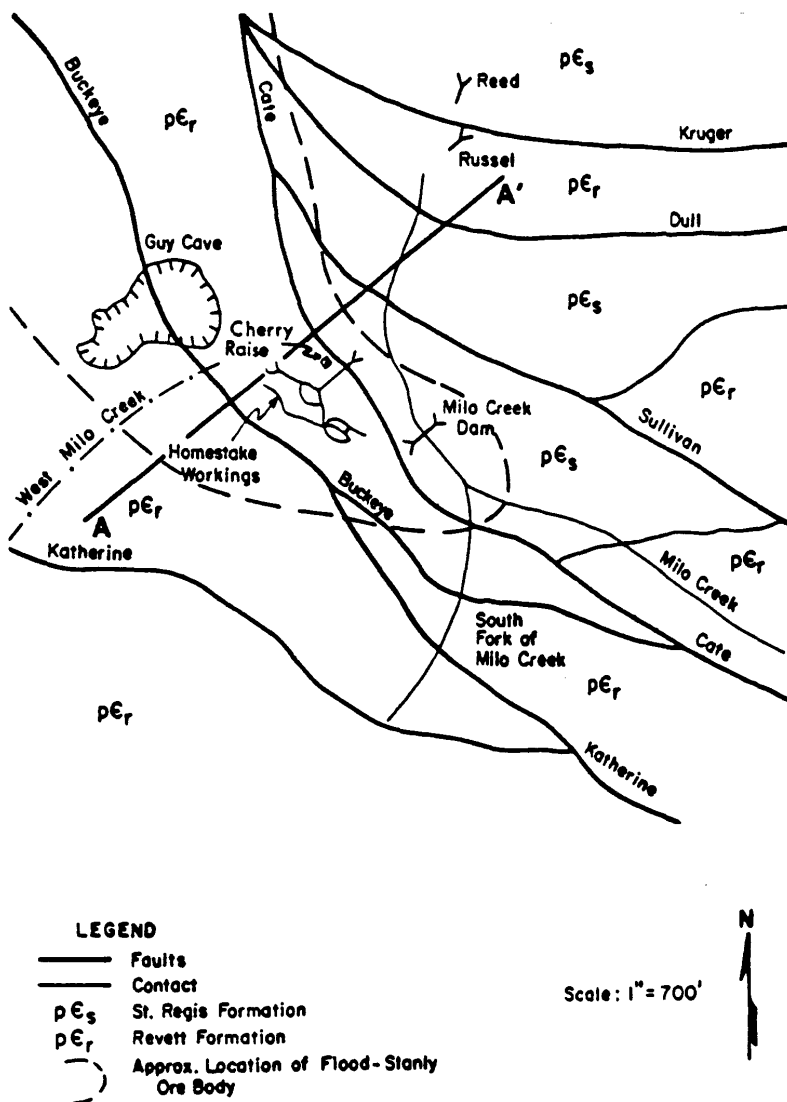 pЄs
Reed
Buckeye
Cate
pЄr
Kruger
Russel
pЄr
A'
Dull
Guy Cave
pЄs
Cherry
Raise
pЄr
West Milo Creek
Milo Creek
Dam
Sullivan
Homestake
Workings
pЄs
Buckeye
A
pЄr
Katherine
pЄr
Milo Creek
South
Fork of
Milo Creek
Cate
pЄr
pЄr
Katherine
LEGEND
Faults
Contact
pЄs St. Regis Formation
pЄr Revett Formation
Approx. Location of Flood-Stanly
Ore Body
Scale: 1" = 700'
N